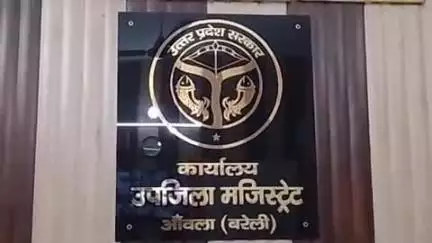 उत्तर प्रदेश सरकार
कार्यालय
उपजिला मजिस्ट्रेट
आँवला (बरेली)